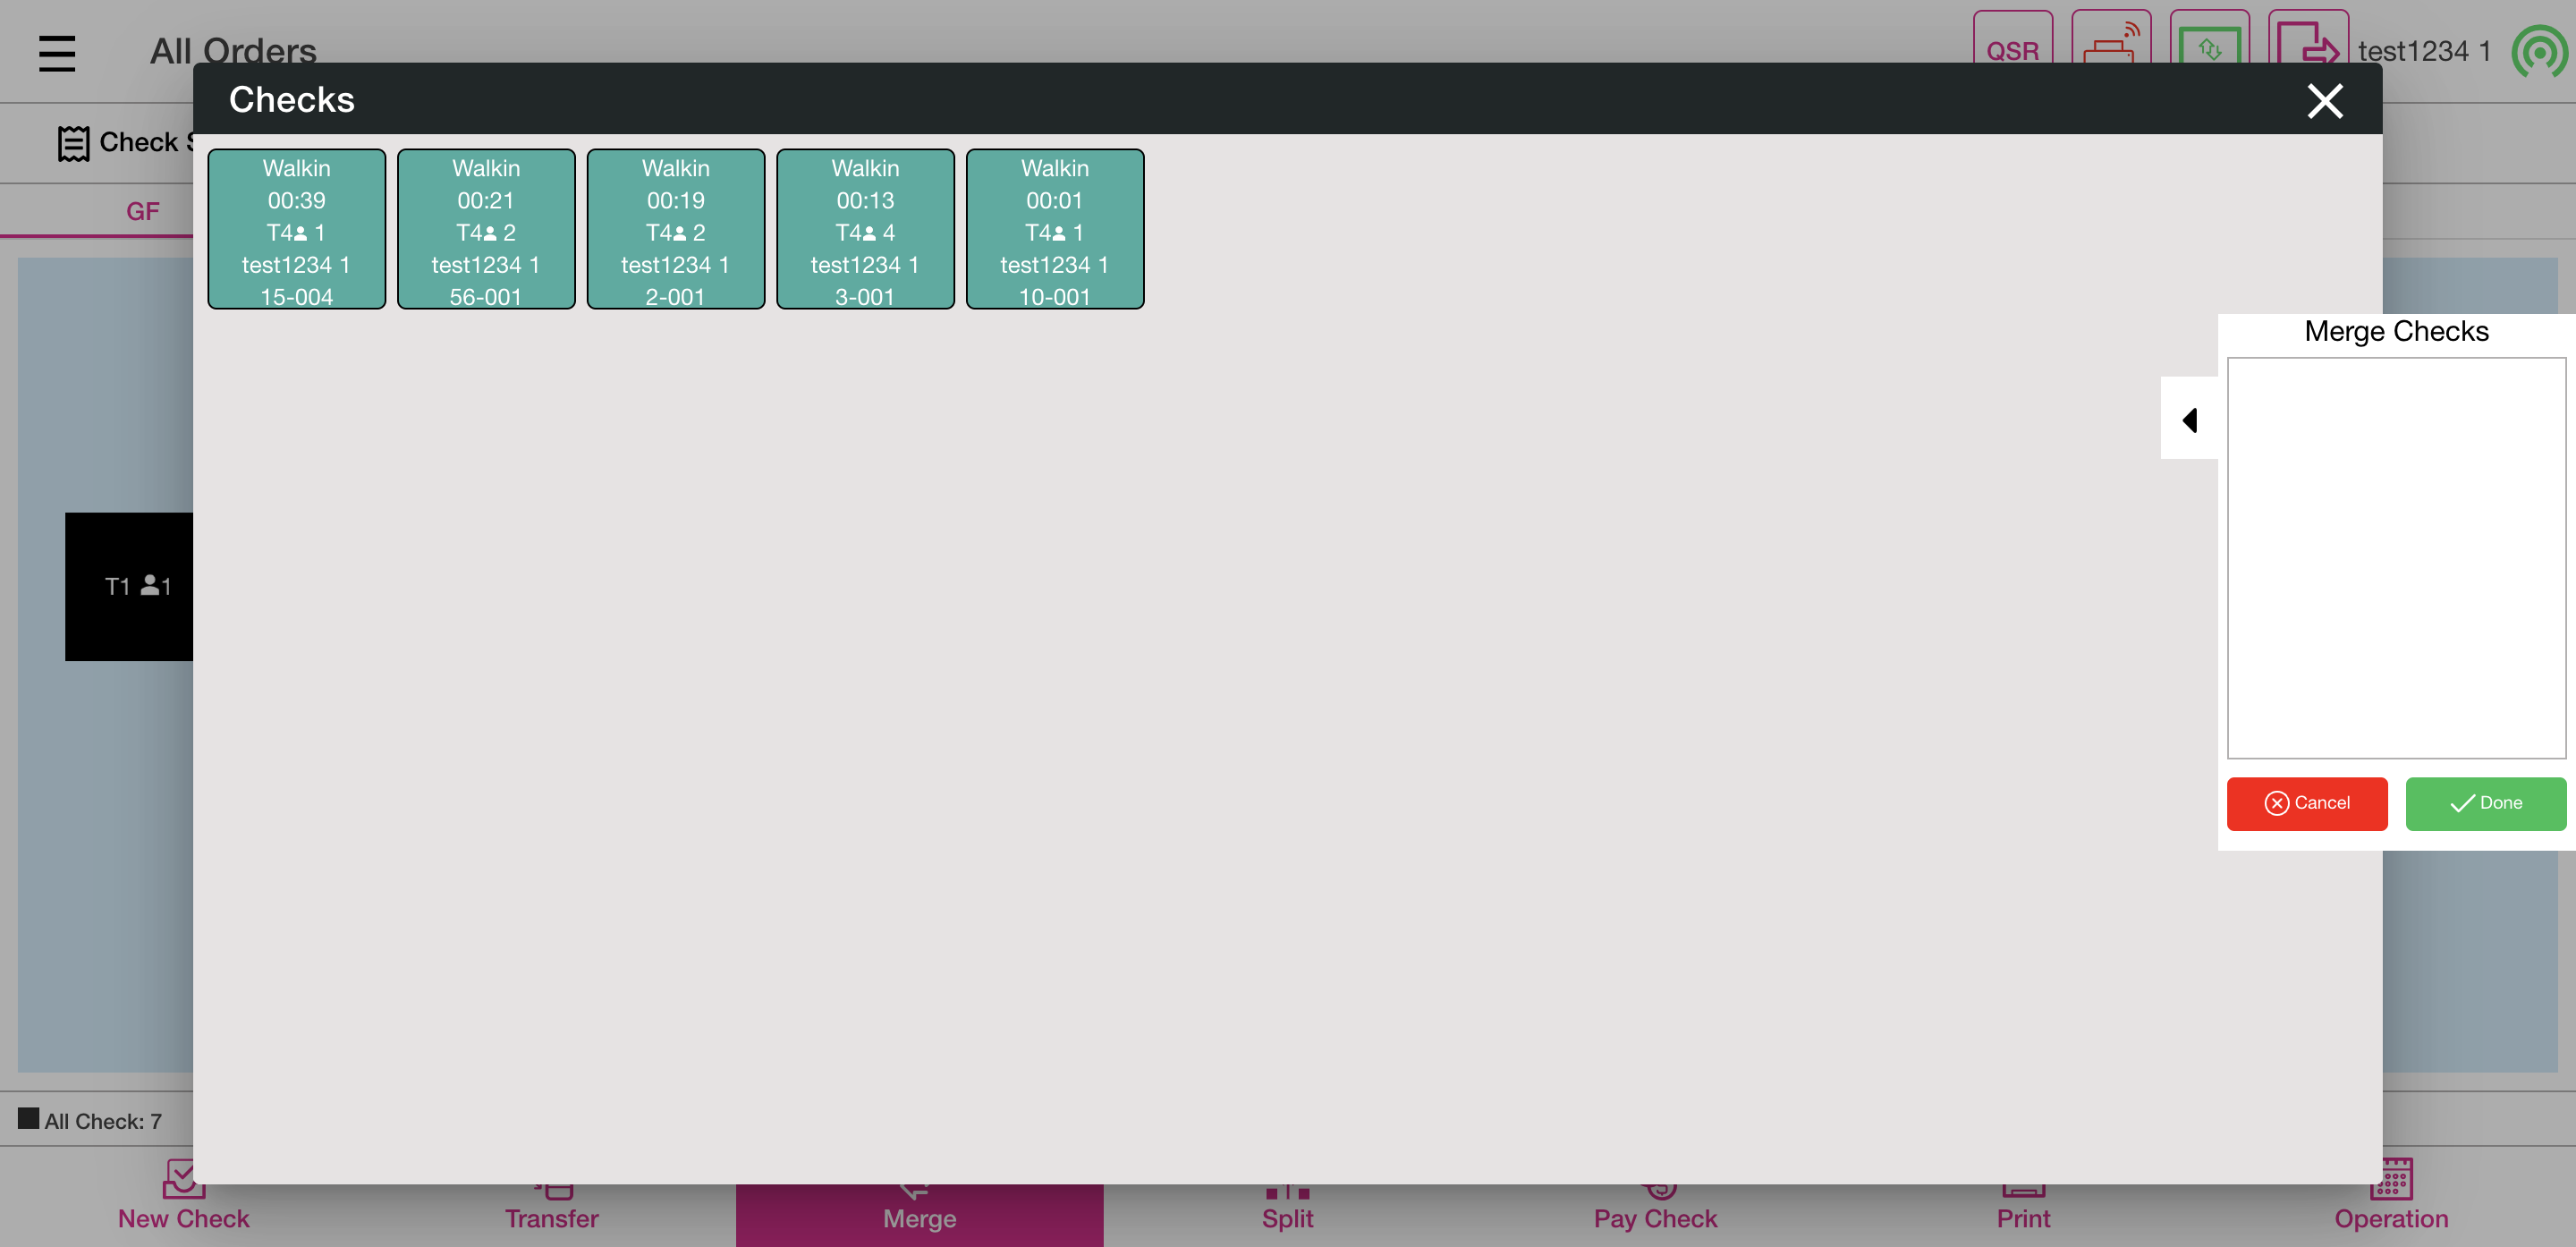 All Orders
QSR
test1234 1
Checks
Check
GF
Walkin
00:39
T4 1
test1234 1
15-004
Walkin
00:21
T4 2
test1234 1
56-001
Walkin
00:19
T4 2
test1234 1
2-001
Walkin
00:13
T4 4
test1234 1
3-001
Walkin
00:01
T4 1
test1234 1
10-001
Merge Checks
T1 1
Cancel
Done
All Check: 7
New Check
Transfer
Merge
Split
Pay Check
Print
Operation